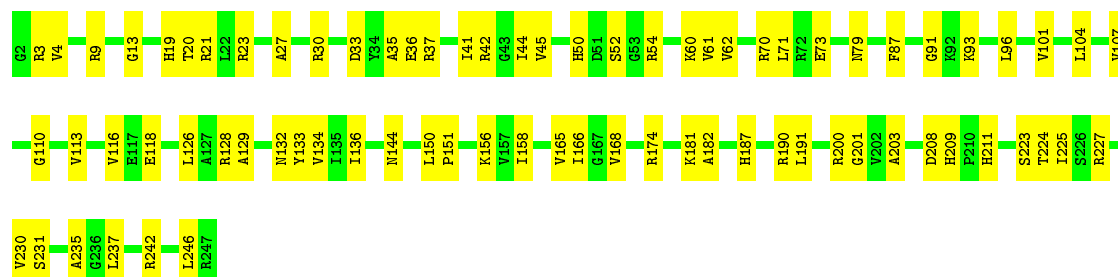 G2 R3 V4 R9 G13 H19 T20 R21 L22 R23 A27 R30 D33 Y34 A35 E36 R37 I41 R42 G43 I44 V45 H50 D51 S52 G53 R54 K60 V61 V62 R70 L71 R72 E73 N79 F87 G91 K92 K93 L96 V101 L104 V107
G110 V113 V116 E117 E118 L126 A127 R128 A129 N132 Y133 V134 I135 I136 N144 L150 P151 K156 V157 I158 V165 I166 G167 V168 R174 K181 A182 H187 R190 L191 R200 G201 V202 A203 D208 H209 P210 H211 S223 T224 I225 S226 R227
V230 S231 A235 G236 L237 R242 L246 R247